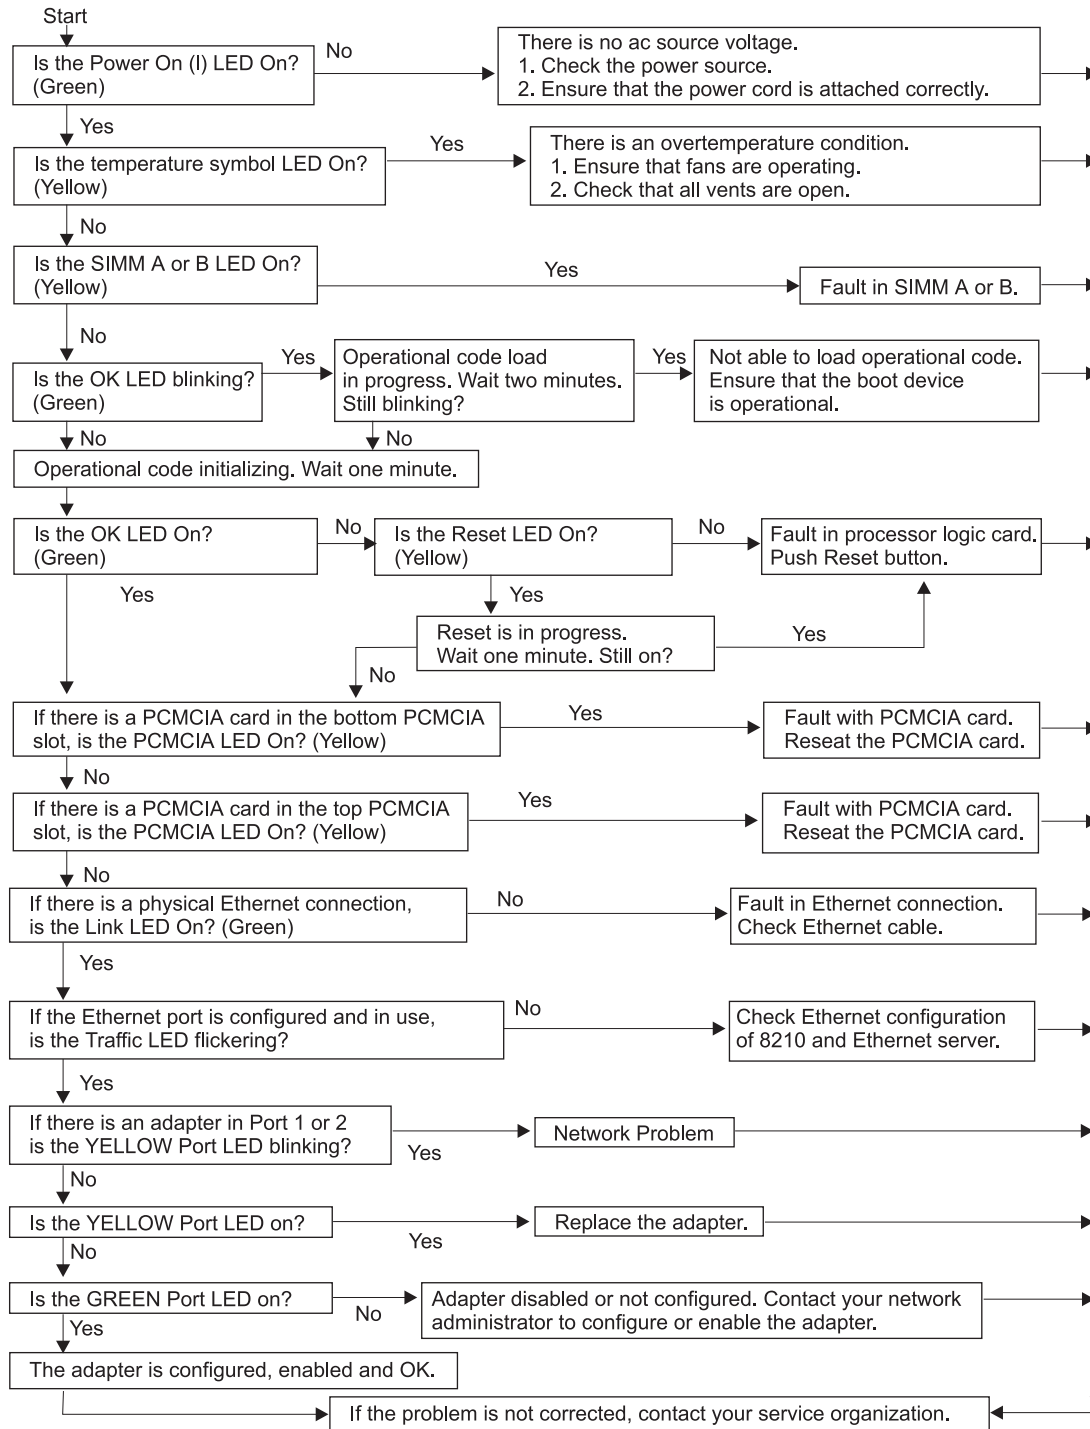 Start
Is the Power On (I) LED On?
(Green)
No
There is no ac source voltage.
1. Check the power source.
2. Ensure that the power cord is attached correctly.
Yes
Is the temperature symbol LED On?
(Yellow)
Yes
There is an overtemperature condition.
1. Ensure that fans are operating.
2. Check that all vents are open.
No
Is the SIMM A or B LED On?
(Yellow)
Yes
Fault in SIMM A or B.
No
Is the OK LED blinking?
(Green)
Yes
Operational code load
in progress. Wait two minutes.
Still blinking?
Yes
Not able to load operational code.
Ensure that the boot device
is operational.
No
No
Operational code initializing. Wait one minute.
Is the OK LED On?
(Green)
No
Is the Reset LED On?
(Yellow)
No
Fault in processor logic card.
Push Reset button.
Yes
Yes
Reset is in progress.
Wait one minute. Still on?
Yes
No
If there is a PCMCIA card in the bottom PCMCIA
slot, is the PCMCIA LED On? (Yellow)
Yes
Fault with PCMCIA card.
Reseat the PCMCIA card.
No
If there is a PCMCIA card in the top PCMCIA
slot, is the PCMCIA LED On? (Yellow)
Yes
Fault with PCMCIA card.
Reseat the PCMCIA card.
No
If there is a physical Ethernet connection,
is the Link LED On? (Green)
No
Fault in Ethernet connection.
Check Ethernet cable.
Yes
If the Ethernet port is configured and in use,
is the Traffic LED flickering?
No
Check Ethernet configuration
of 8210 and Ethernet server.
Yes
If there is an adapter in Port 1 or 2
is the YELLOW Port LED blinking?
Yes
Network Problem
No
Is the YELLOW Port LED on?
Yes
Replace the adapter.
No
Is the GREEN Port LED on?
No
Adapter disabled or not configured. Contact your network
administrator to configure or enable the adapter.
Yes
The adapter is configured, enabled and OK.
If the problem is not corrected, contact your service organization.